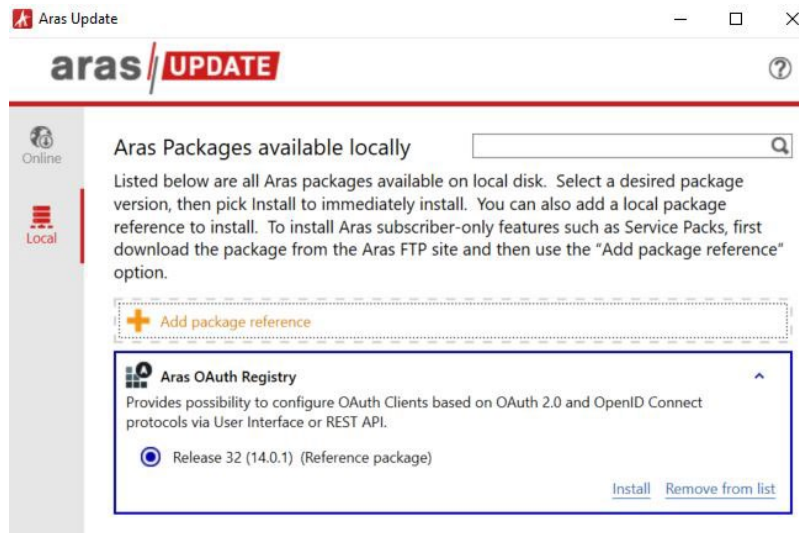 Aras Update
aras UPDATE
Online
Local
Aras Packages available locally
Listed below are all Aras packages available on local disk. Select a desired package
version, then pick Install to immediately install. You can also add a local package
reference to install. To install Aras subscriber-only features such as Service Packs, first
download the package from the Aras FTP site and then use the "Add package reference"
option.
Add package reference
Aras OAuth Registry
Provides possibility to configure OAuth Clients based on OAuth 2.0 and OpenID Connect
protocols via User Interface or REST API.
Release 32 (14.0.1) (Reference package)
Install Remove from list